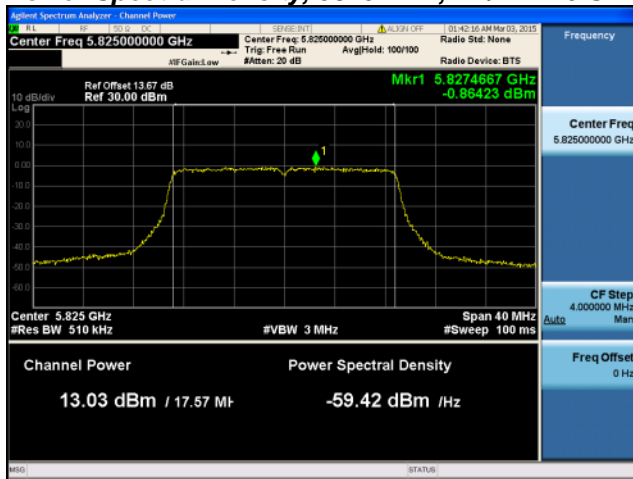 Agilent Spectrum Analyzer - Channel Power
RL RF 50 Ω DC SENSE:INT ALIGN OFF 01:42:16 AM Mar 03, 2015
Center Freq 5.825000000 GHz Center Freq: 5.825000000 GHz Radio Std: None Frequency
Trig: Free Run Avg|Hold: 100/100
#IFGain:Low #Atten: 20 dB Radio Device: BTS
Mkr1 5.8274667 GHz
Ref Offset 13.67 dB
10 dB/div Ref 30.00 dBm -0.86423 dBm
Log
20.0
10.0
0.00
-10.0
-20.0
-30.0
-40.0
-50.0
-60.0
1
Center Freq
5.825000000 GHz
Center 5.825 GHz Span 40 MHz
#Res BW 510 kHz #VBW 3 MHz #Sweep 100 ms
CF Step
4.000000 MHz
Auto Man
Channel Power Power Spectral Density
13.03 dBm / 17.57 MH -59.42 dBm /Hz
Freq Offset
0 Hz
MSG STATUS